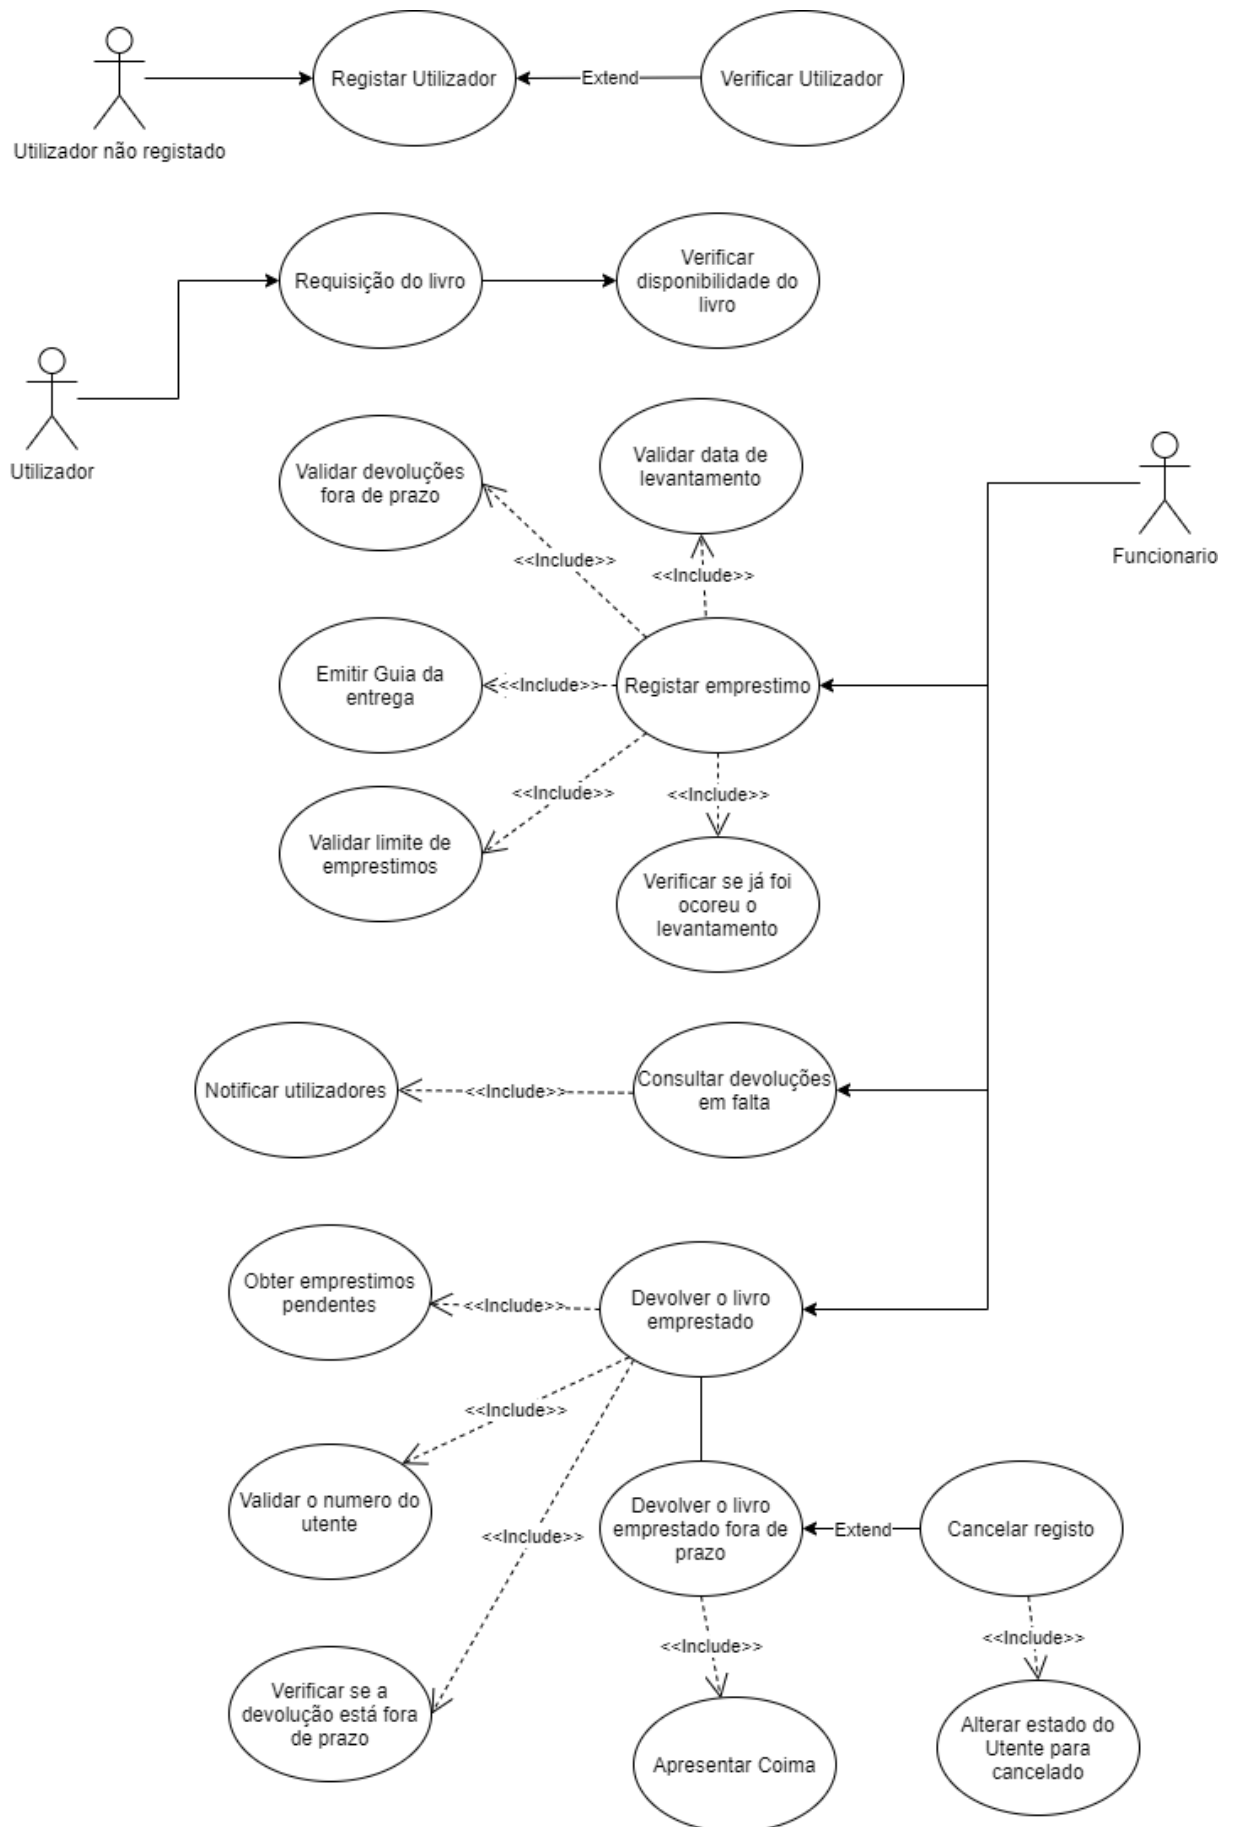 Registar Utilizador
Extend
Verificar Utilizador
Utilizador não registado
Requisição do livro
Verificar
disponibilidade do
livro
Utilizador
Validar devoluções
fora de prazo
Validar data de
levantamento
Funcionario
<<Include>>
<<Include>>
Emitir Guia da
entrega
<<Include>>
Registar emprestimo
<<Include>>
<<Include>>
Validar limite de
emprestimos
Verificar se já foi
ocoreu o
levantamento
Notificar utilizadores
<<Include>>
Consultar devoluções
em falta
Obter emprestimos
pendentes
<<Include>>
Devolver o livro
emprestado
<<Include>>
Validar o numero do
utente
<<Include>>
Devolver o livro
emprestado fora de
prazo
Extend
Cancelar registo
<<Include>>
<<Include>>
Verificar se a
devolução está fora
de prazo
Apresentar Coima
Alterar estado do
Utente para
cancelado